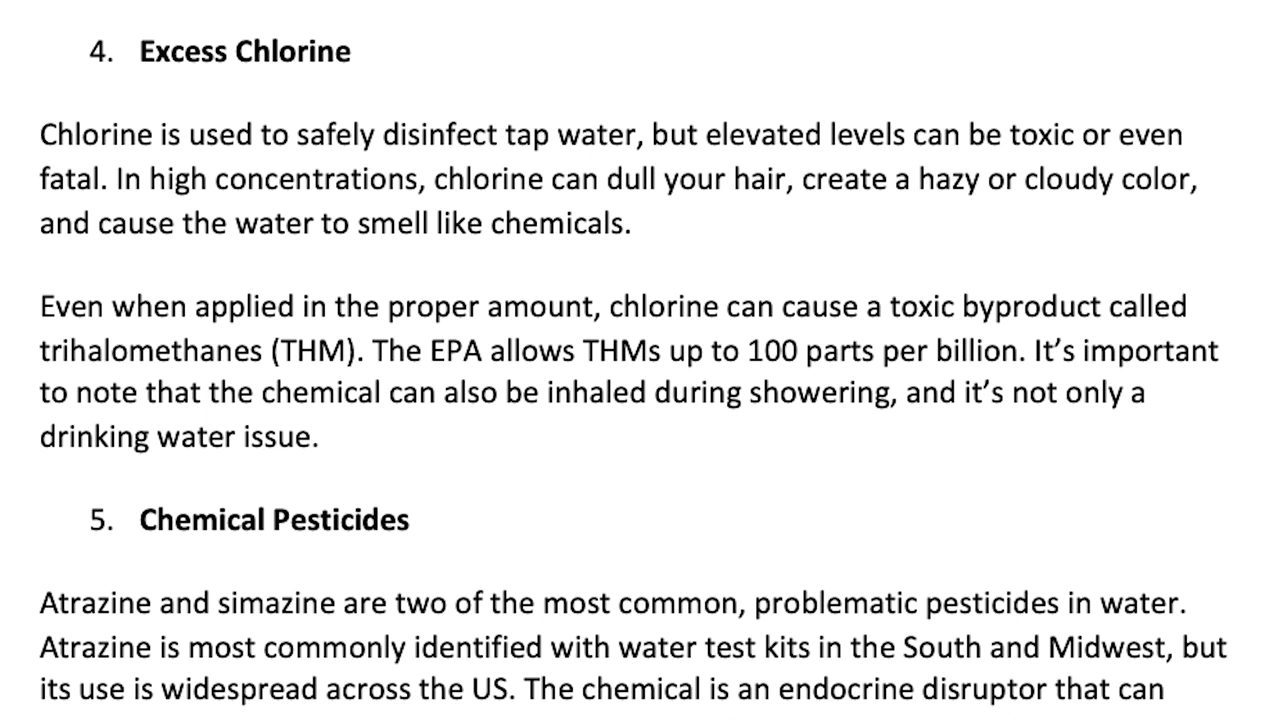 4. Excess Chlorine
Chlorine is used to safely disinfect tap water, but elevated levels can be toxic or even
fatal. In high concentrations, chlorine can dull your hair, create a hazy or cloudy color,
and cause the water to smell like chemicals.
Even when applied in the proper amount, chlorine can cause a toxic byproduct called
trihalomethanes (THM). The EPA allows THMs up to 100 parts per billion. It’s important
to note that the chemical can also be inhaled during showering, and it’s not only a
drinking water issue.
5. Chemical Pesticides
Atrazine and simazine are two of the most common, problematic pesticides in water.
Atrazine is most commonly identified with water test kits in the South and Midwest, but
its use is widespread across the US. The chemical is an endocrine disruptor that can